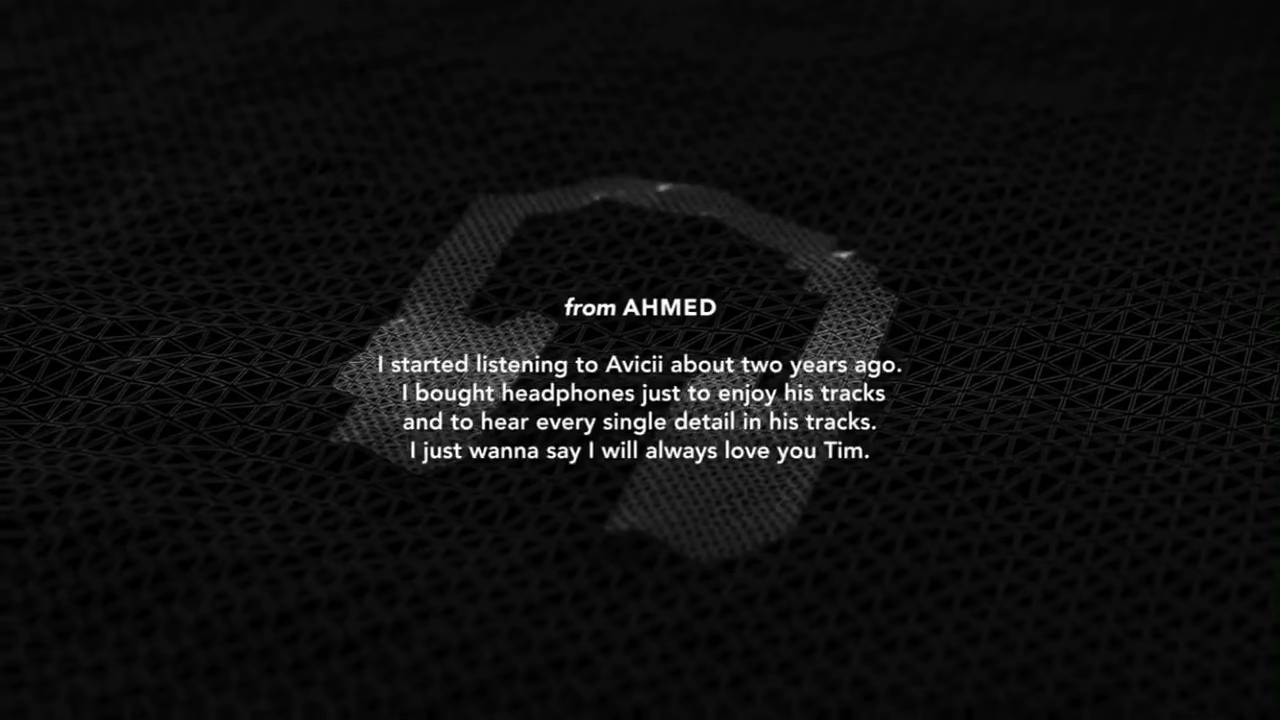 from AHMED
I started listening to Avicii about two years ago.
I bought headphones just to enjoy his tracks
and to hear every single detail in his tracks.
I just wanna say I will always love you Tim.